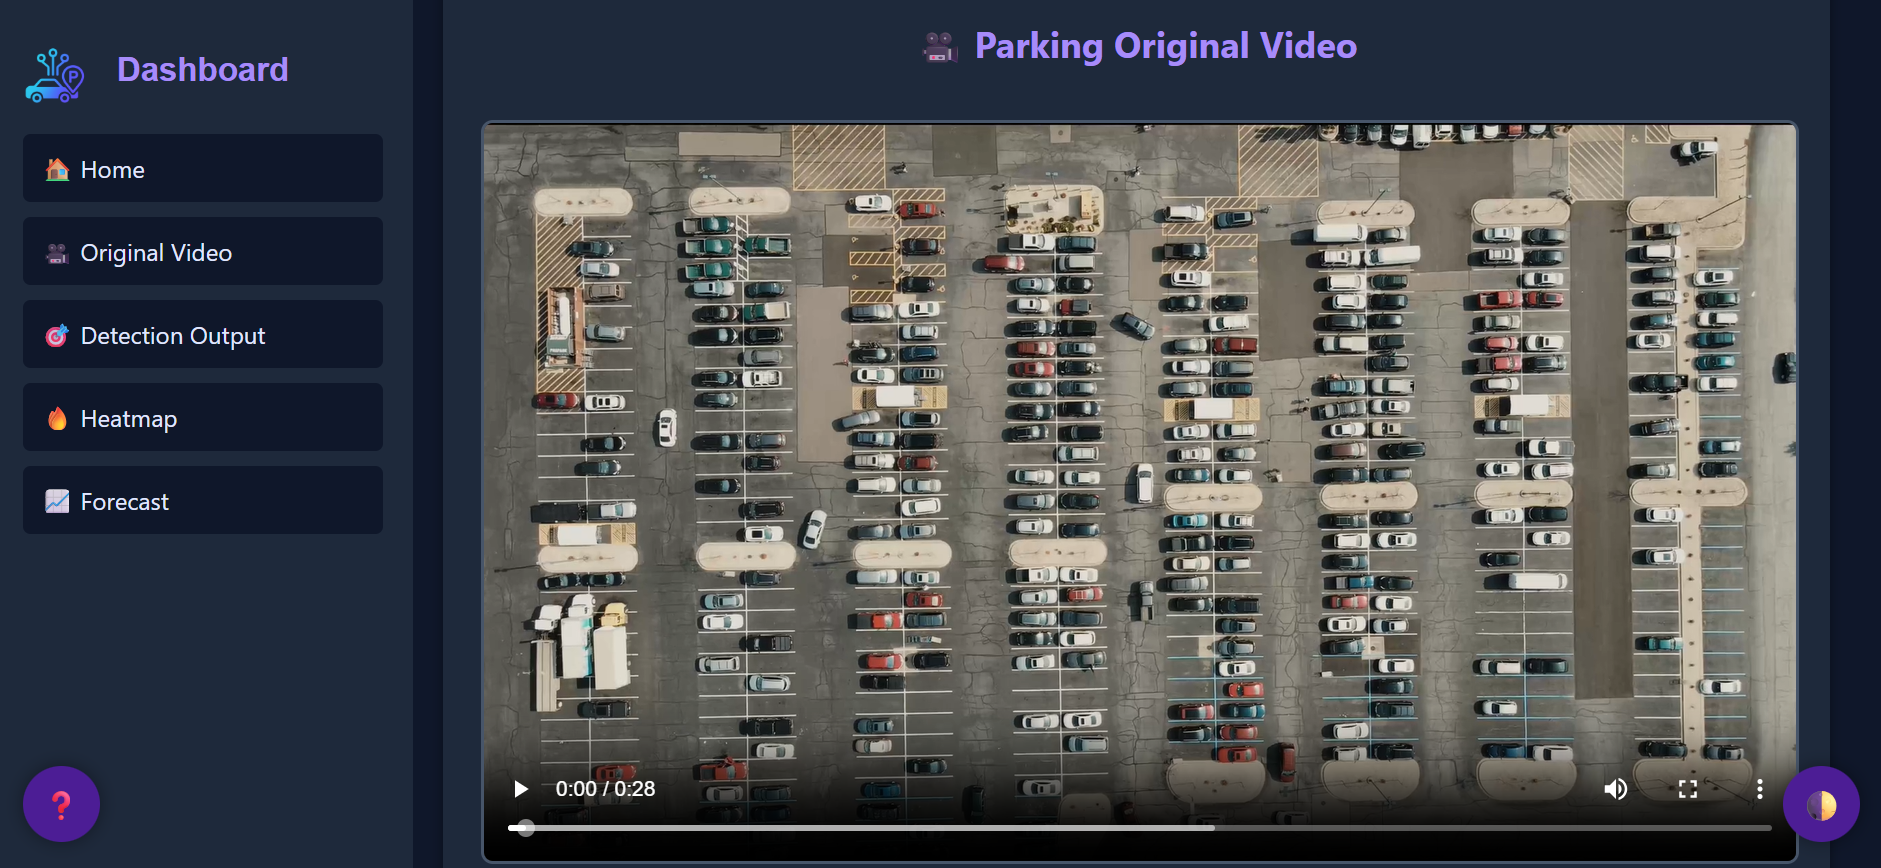 P
Dashboard
Home
Original Video
Detection Output
Heatmap
Forecast
Parking Original Video
0:00 / 0:28
❓